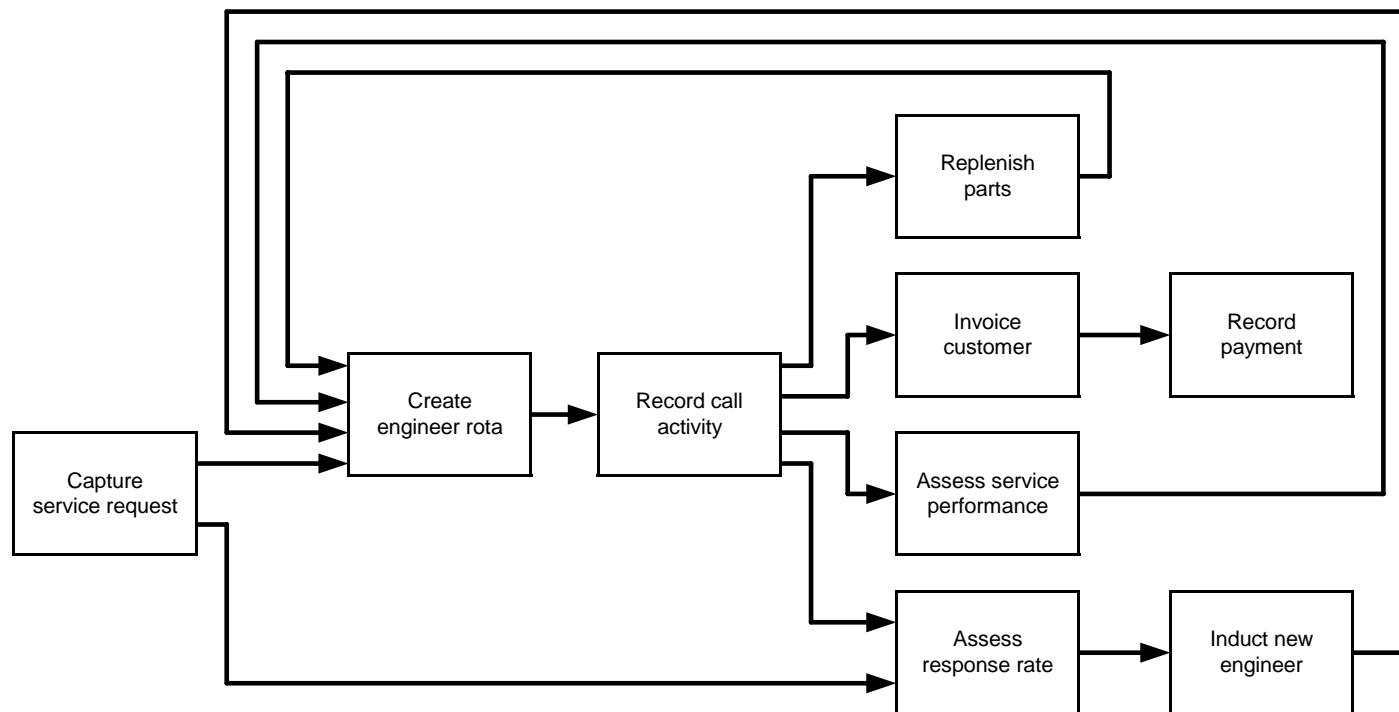 Replenish
parts
Invoice
customer
Record
payment
Create
engineer rota
Record call
activity
Capture
service request
Assess service
performance
Assess
response rate
Induct new
engineer